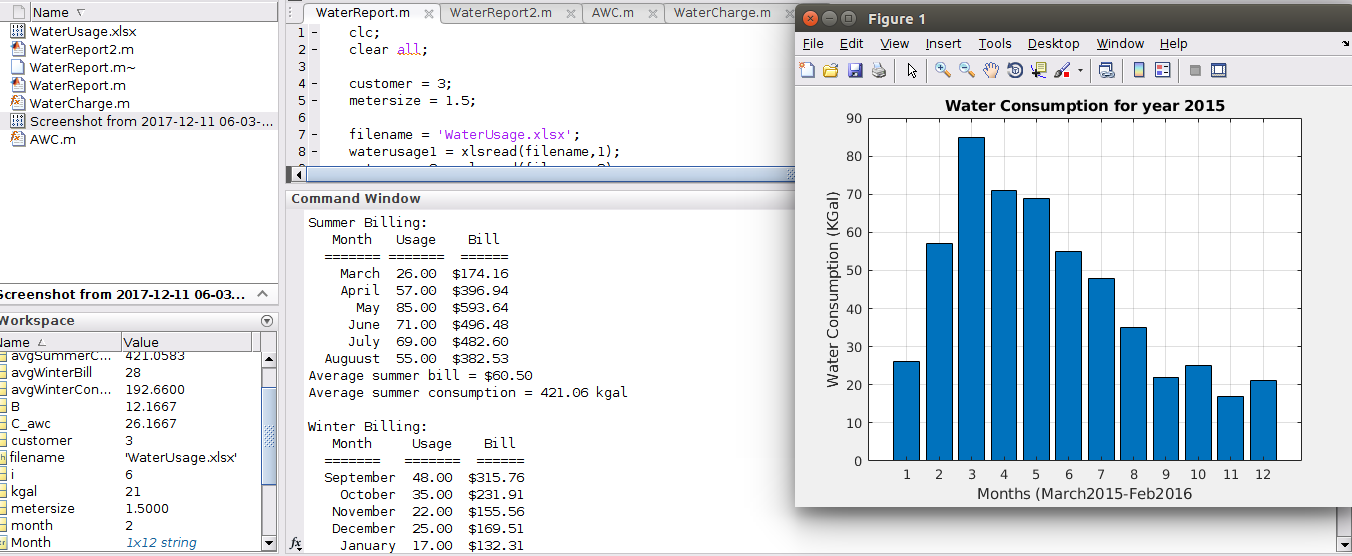 Name
WaterUsage.xlsx
WaterReport2.m
WaterReport.m~
WaterReport.m
WaterCharge.m
Screenshot from 2017-12-11 06-03-...
AWC.m
Screenshot from 2017-12-11 06-03...
Workspace
Name Value
avgSummerC... 421.0583
avgWinterBill 28
avgWinterCon... 192.6600
B 12.1667
C_awc 26.1667
customer 3
filename 'WaterUsage.xlsx'
i 6
kgal 21
metersize 1.5000
month 2
Month 1x12 string
WaterReport.m WaterReport2.m AWC.m WaterCharge.m
1 - clc;
2 - clear all;
3
4 - customer = 3;
5 - metersize = 1.5;
6
7 - filename = 'WaterUsage.xlsx';
8 - waterusage1 = xlsread(filename,1);
Command Window
Summer Billing:
Month Usage Bill
======= ======= ======
March 26.00 $174.16
April 57.00 $396.94
May 85.00 $593.64
June 71.00 $496.48
July 69.00 $482.60
Auguust 55.00 $382.53
Average summer bill = $60.50
Average summer consumption = 421.06 kgal
Winter Billing:
Month Usage Bill
======= ======= ======
September 48.00 $315.76
October 35.00 $231.91
November 22.00 $155.56
December 25.00 $169.51
January 17.00 $132.31
fx
Figure 1
File Edit View Insert Tools Desktop Window Help
Water Consumption for year 2015
Water Consumption (KGal)
90
80
70
60
50
40
30
20
10
0
1 2 3 4 5 6 7 8 9 10 11 12
Months (March2015-Feb2016